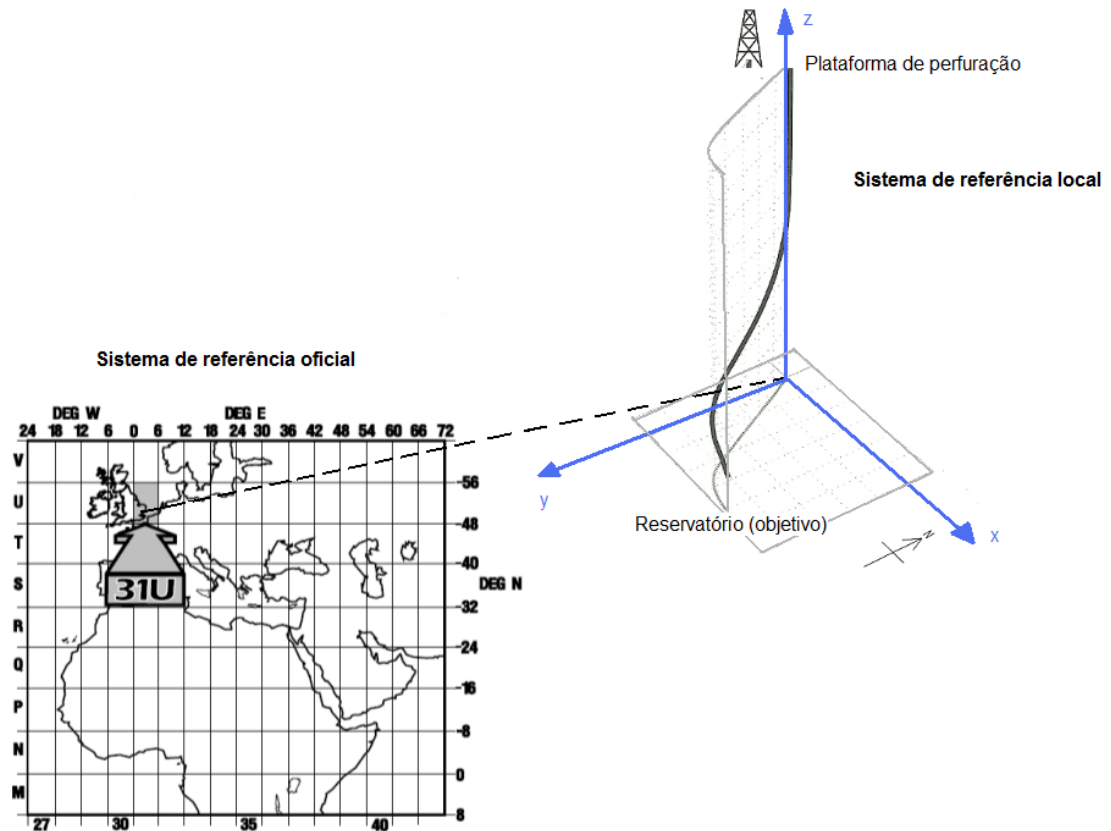 z
Plataforma de perfuração
Sistema de referência local
Sistema de referência oficial
DEG W DEG E
24 18 12 6 0 6 12 18 24 30 36 42 48 54 60 66 72
V
U
T
S
R
Q
P
N
M
56
48
40
DEG N
32
24
16
8
0
8
31U
27 30 35 40
y
Reservatório (objetivo)
x
N